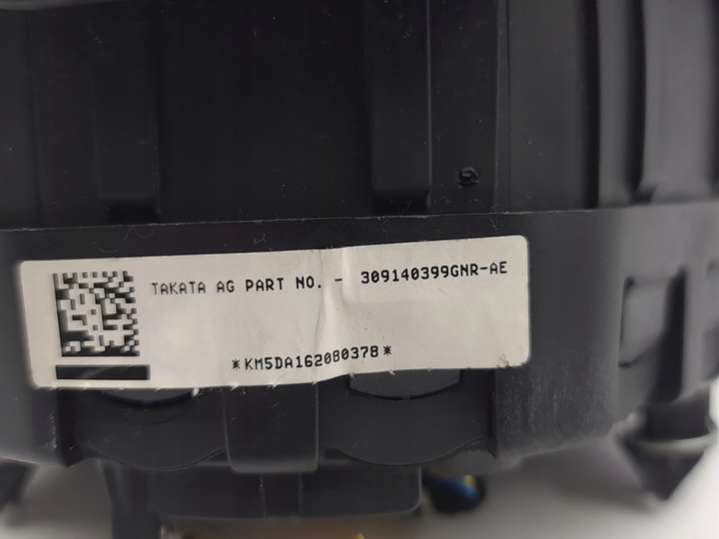 TAKATA AG PART NO. - 309140399GNR-AE
*KM5DA162080378*